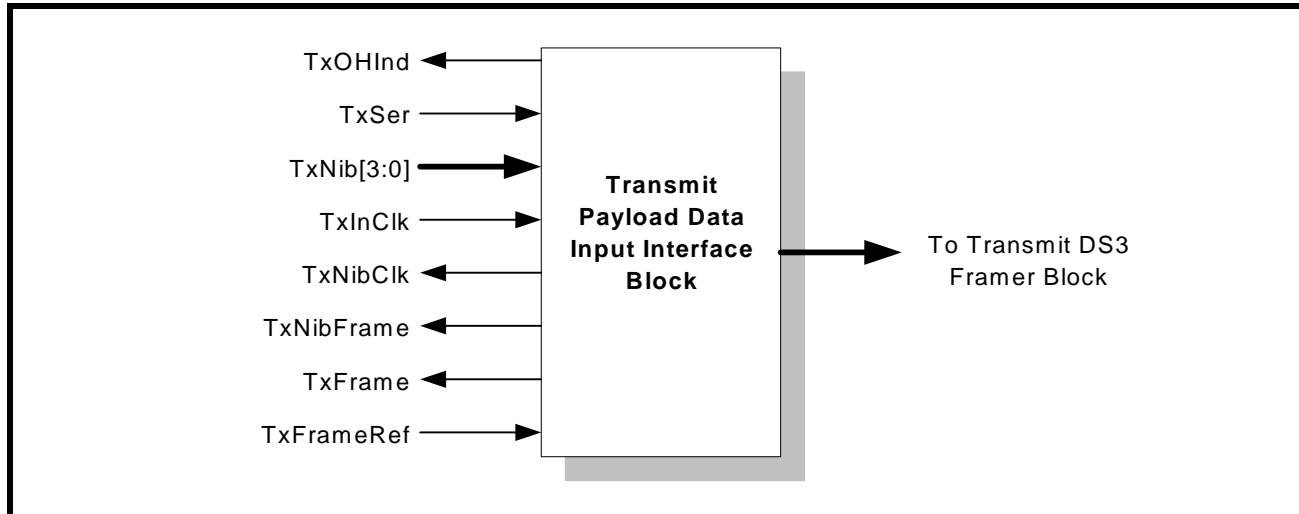 TxOHInd
TxSer
TxNib[3:0]
TxInClk
TxNibClk
TxNibFrame
TxFrame
TxFrameRef
Transmit
Payload Data
Input Interface
Block
To Transmit DS3
Framer Block